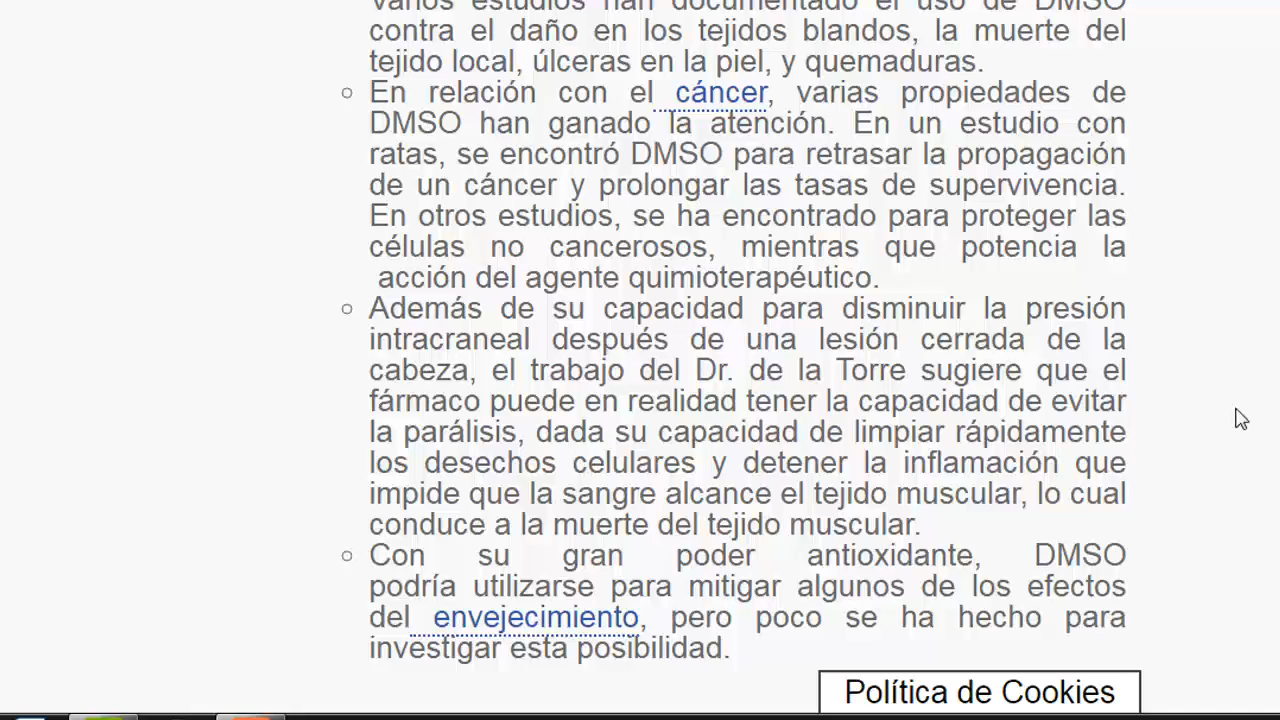 Varios estudios han documentado el uso de DMSO
contra el daño en los tejidos blandos, la muerte del
tejido local, úlceras en la piel, y quemaduras.
En relación con el cáncer, varias propiedades de
DMSO han ganado la atención. En un estudio con
ratas, se encontró DMSO para retrasar la propagación
de un cáncer y prolongar las tasas de supervivencia.
En otros estudios, se ha encontrado para proteger las
células no cancerosos, mientras que potencia la
acción del agente quimioterapéutico.
Además de su capacidad para disminuir la presión
intracraneal después de una lesión cerrada de la
cabeza, el trabajo del Dr. de la Torre sugiere que el
fármaco puede en realidad tener la capacidad de evitar
la parálisis, dada su capacidad de limpiar rápidamente
los desechos celulares y detener la inflamación que
impide que la sangre alcance el tejido muscular, lo cual
conduce a la muerte del tejido muscular.
Con su gran poder antioxidante, DMSO
podría utilizarse para mitigar algunos de los efectos
del envejecimiento, pero poco se ha hecho para
investigar esta posibilidad.
Política de Cookies